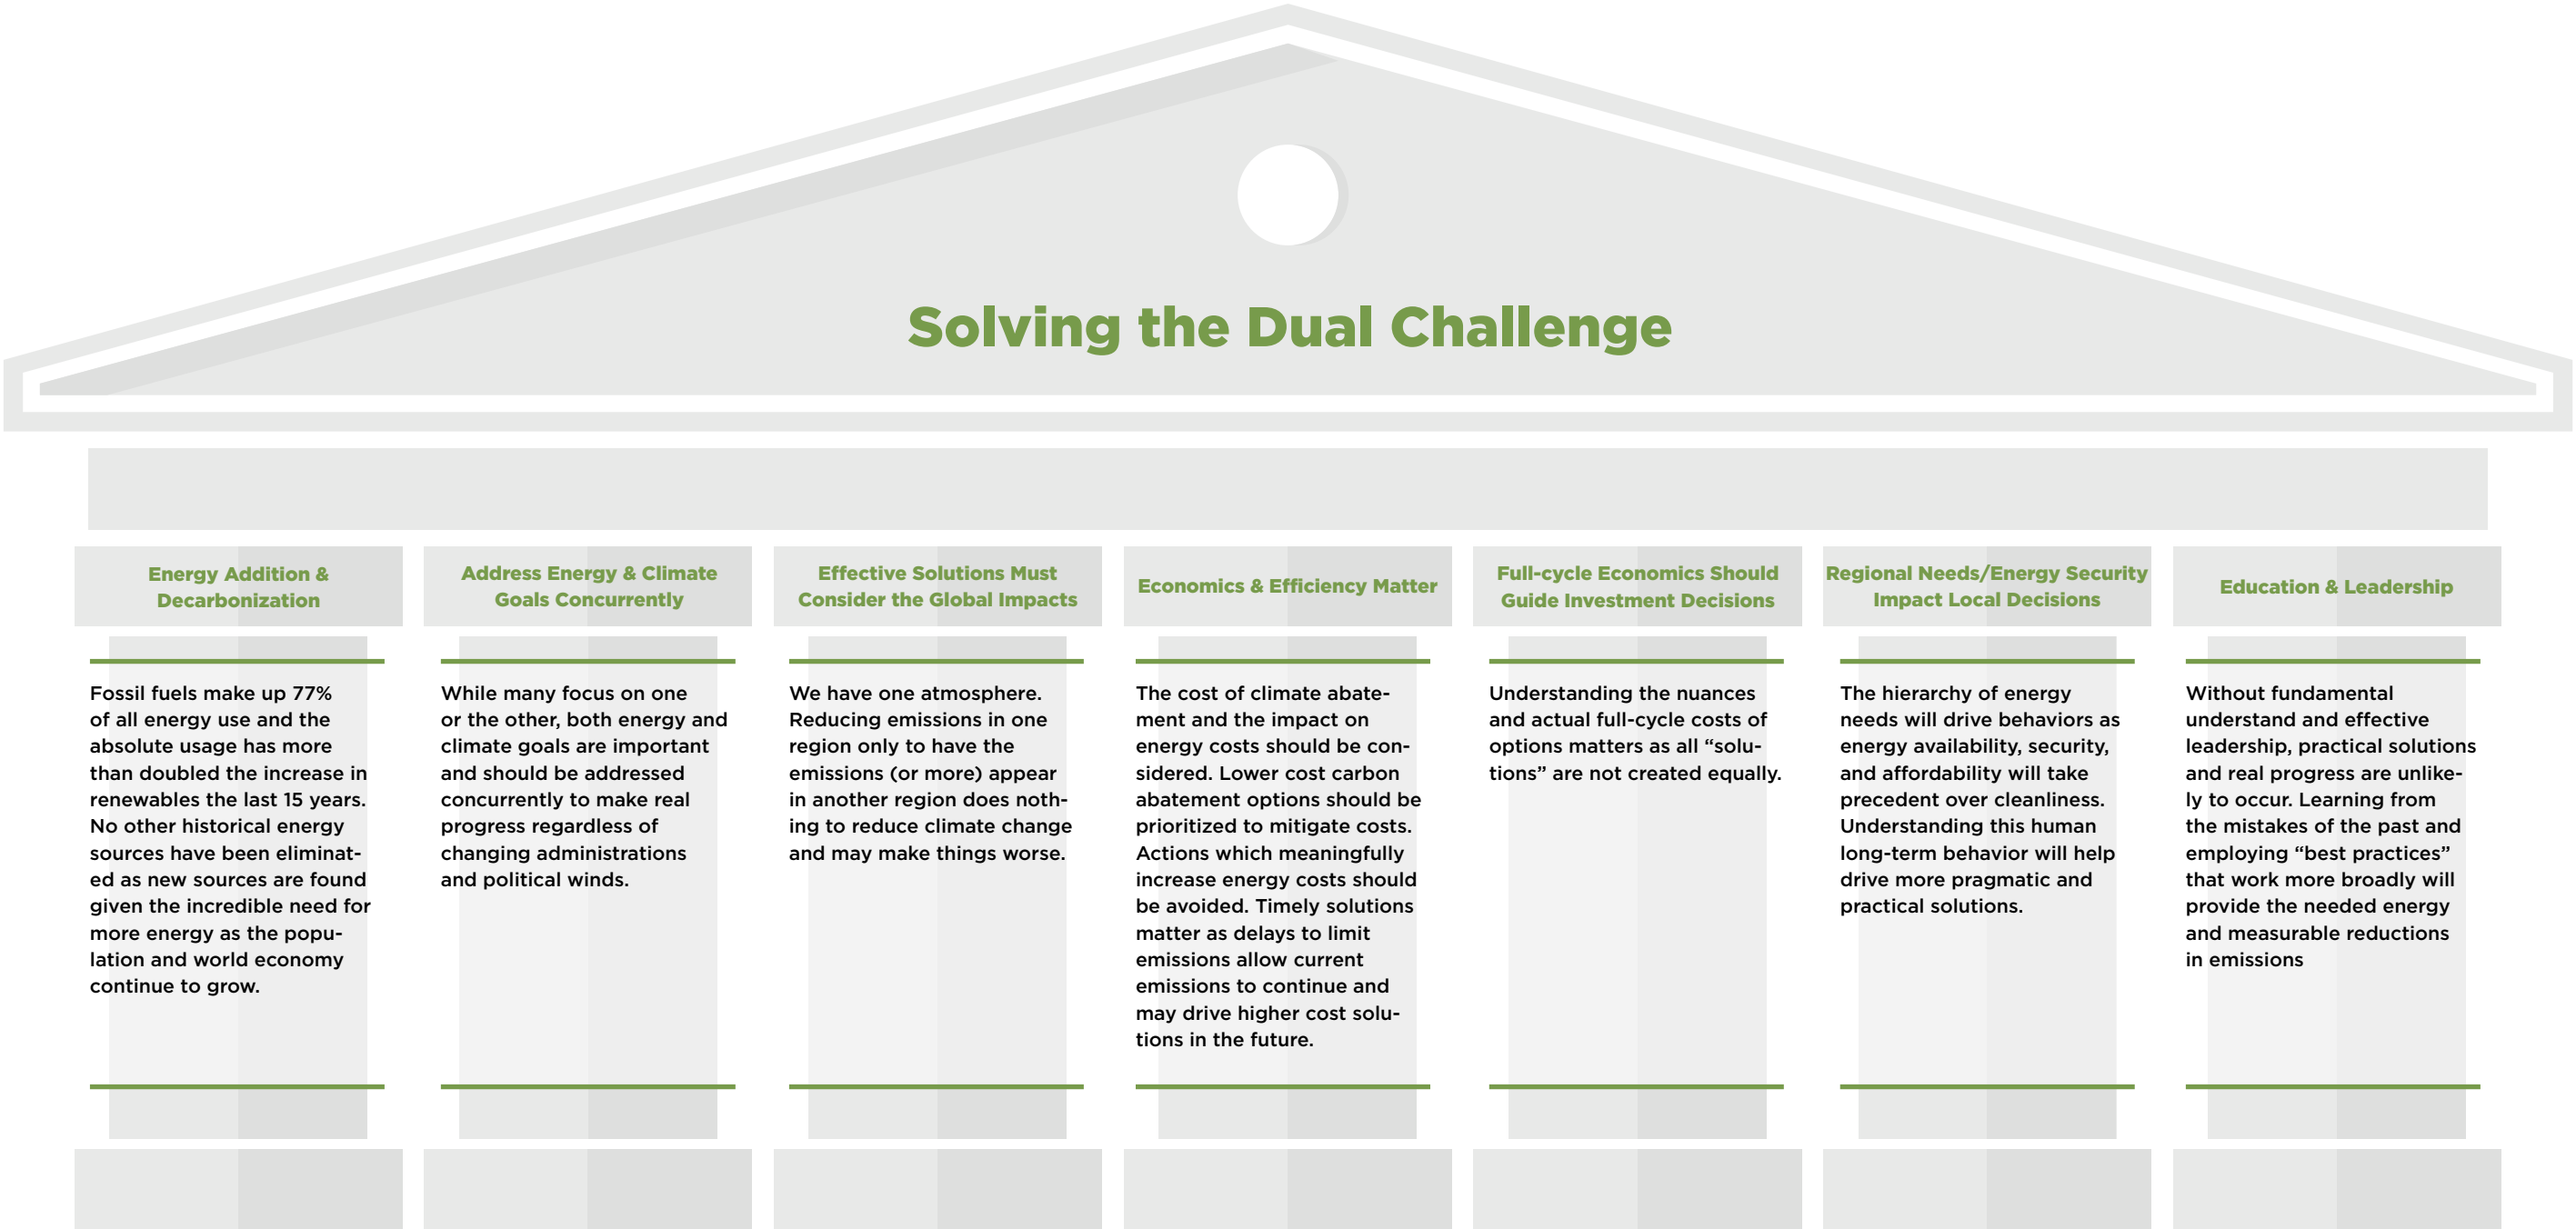 Solving the Dual Challenge
Energy Addition &
Decarbonization
Fossil fuels make up 77%
of all energy use and the
absolute usage has more
than doubled the increase in
renewables the last 15 years.
No other historical energy
sources have been eliminat-
ed as new sources are found
given the incredible need for
more energy as the popu-
lation and world economy
continue to grow.
Address Energy & Climate
Goals Concurrently
While many focus on one
or the other, both energy and
climate goals are important
and should be addressed
concurrently to make real
progress regardless of
changing administrations
and political winds.
Effective Solutions Must
Consider the Global Impacts
We have one atmosphere.
Reducing emissions in one
region only to have the
emissions (or more) appear
in another region does noth-
ing to reduce climate change
and may make things worse.
Economics & Efficiency Matter
The cost of climate abate-
ment and the impact on
energy costs should be con-
sidered. Lower cost carbon
abatement options should be
prioritized to mitigate costs.
Actions which meaningfully
increase energy costs should
be avoided. Timely solutions
matter as delays to limit
emissions allow current
emissions to continue and
may drive higher cost solu-
tions in the future.
Full-cycle Economics Should
Guide Investment Decisions
Understanding the nuances
and actual full-cycle costs of
options matters as all “solu-
tions” are not created equally.
Regional Needs/Energy Security
Impact Local Decisions
The hierarchy of energy
needs will drive behaviors as
energy availability, security,
and affordability will take
precedent over cleanliness.
Understanding this human
long-term behavior will help
drive more pragmatic and
practical solutions.
Education & Leadership
Without fundamental
understand and effective
leadership, practical solutions
and real progress are unlike-
ly to occur. Learning from
the mistakes of the past and
employing “best practices”
that work more broadly will
provide the needed energy
and measurable reductions
in emissions